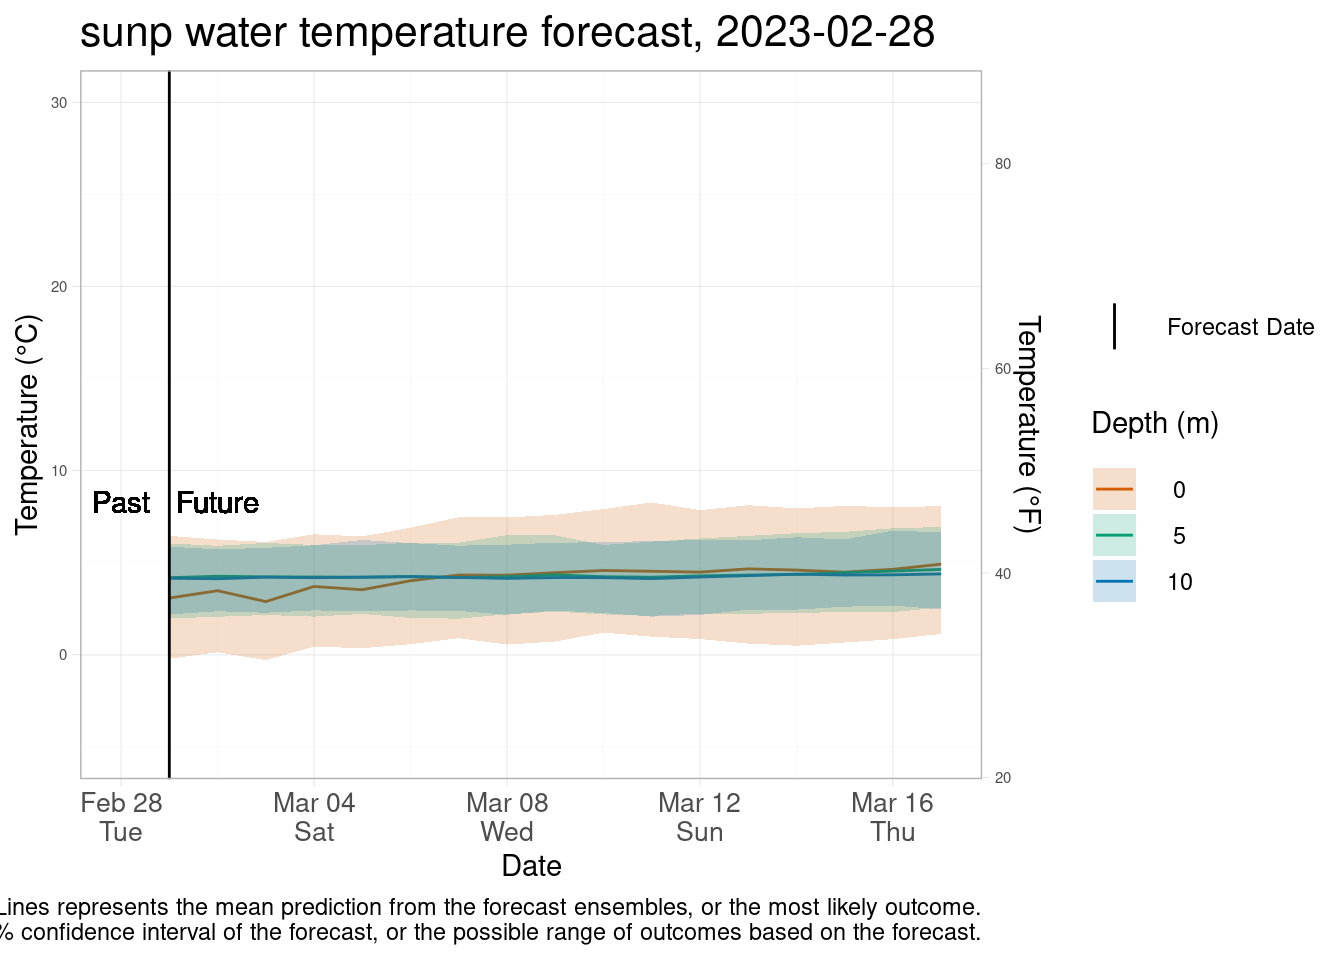 sunp water temperature forecast, 2023-02-28
30
20
10
0
Temperature (°C)
80
60
40
20
Temperature (°F)
Past
Future
Feb 28
Tue
Mar 04
Sat
Mar 08
Wed
Mar 12
Sun
Mar 16
Thu
Date
Forecast Date
Depth (m)
0
5
10
Lines represents the mean prediction from the forecast ensembles, or the most likely outcome.
% confidence interval of the forecast, or the possible range of outcomes based on the forecast.